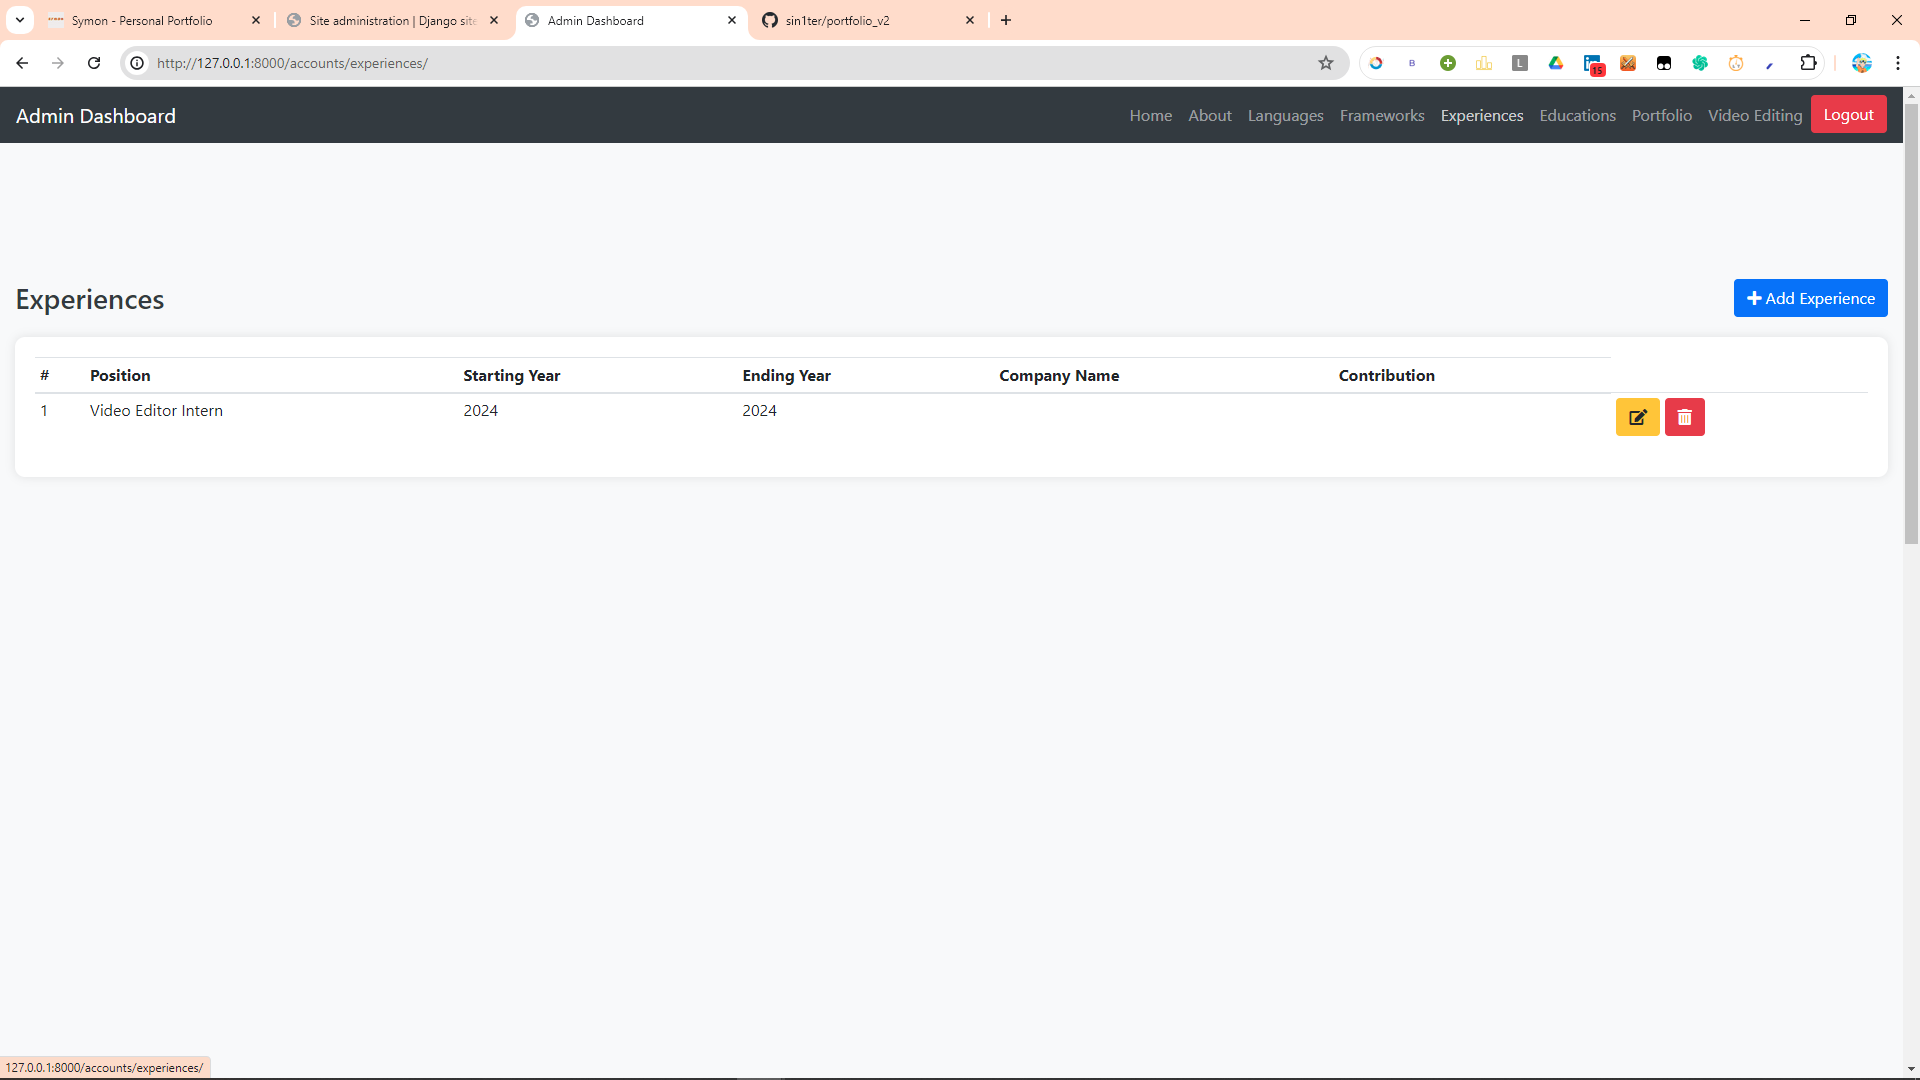 Symon - Personal Portfolio
Site administration | Django site
Admin Dashboard
sin1ter/portfolio_v2
http://127.0.0.1:8000/accounts/experiences/
B
L
15
Admin Dashboard
Home About Languages Frameworks Experiences Educations Portfolio Video Editing Logout
Experiences
Add Experience
# Position Starting Year Ending Year Company Name Contribution
1 Video Editor Intern 2024 2024
127.0.0.1:8000/accounts/experiences/